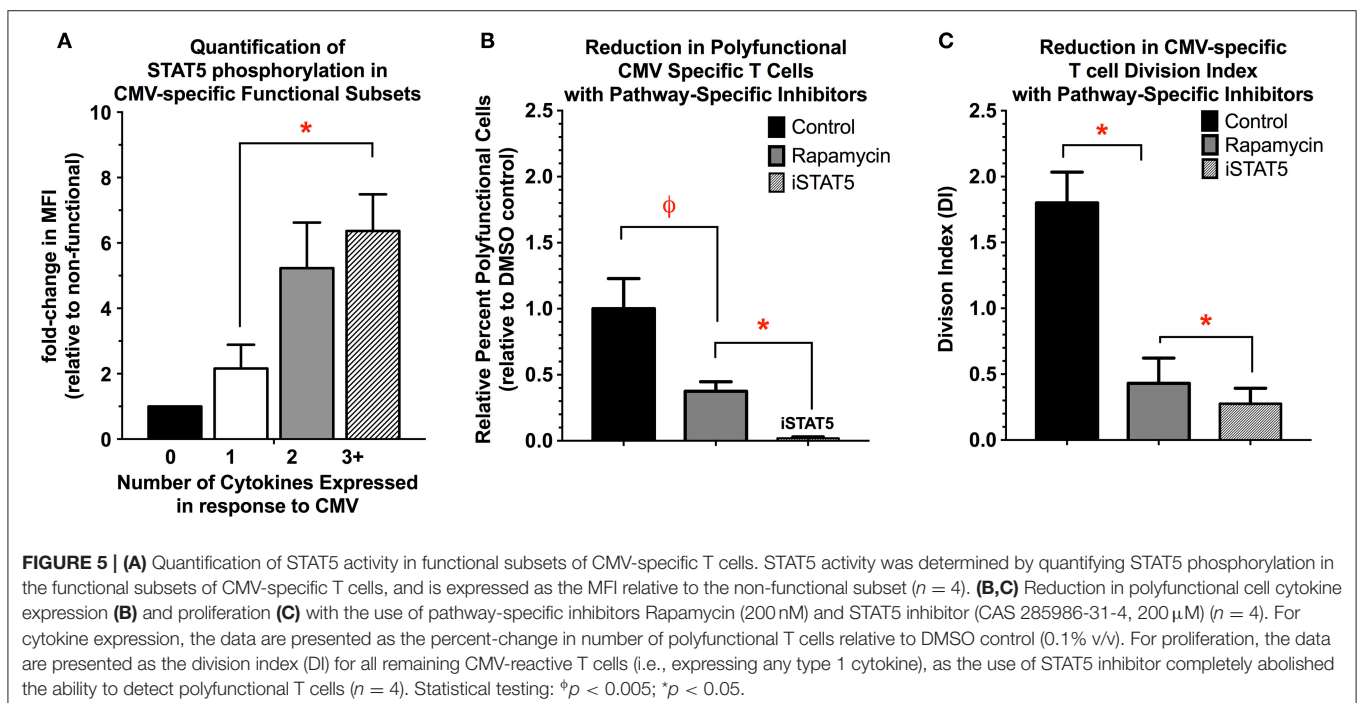 A
Quantification of
STAT5 phosphorylation in
CMV-specific Functional Subsets
fold-change in MFI
(relative to non-functional)
10
8
6
4
2
0
*
0 1 2 3+
Number of Cytokines Expressed
in response to CMV
B
Reduction in Polyfunctional
CMV Specific T Cells
with Pathway-Specific Inhibitors
Relative Percent Polyfunctional Cells
(relative to DMSO control)
2.5
2.0
1.5
1.0
0.5
0.0
Control
Rapamycin
iSTAT5
ϕ
*
iSTAT5
C
Reduction in CMV-specific
T cell Division Index
with Pathway-Specific Inhibitors
Divison Index (DI)
2.5
2.0
1.5
1.0
0.5
0.0
Control
Rapamycin
iSTAT5
*
*
FIGURE 5 | (A) Quantification of STAT5 activity in functional subsets of CMV-specific T cells. STAT5 activity was determined by quantifying STAT5 phosphorylation in
the functional subsets of CMV-specific T cells, and is expressed as the MFI relative to the non-functional subset (n = 4). (B,C) Reduction in polyfunctional cell cytokine
expression (B) and proliferation (C) with the use of pathway-specific inhibitors Rapamycin (200 nM) and STAT5 inhibitor (CAS 285986-31-4, 200 μM) (n = 4). For
cytokine expression, the data are presented as the percent-change in number of polyfunctional T cells relative to DMSO control (0.1% v/v). For proliferation, the data
are presented as the division index (DI) for all remaining CMV-reactive T cells (i.e., expressing any type 1 cytokine), as the use of STAT5 inhibitor completely abolished
the ability to detect polyfunctional T cells (n = 4). Statistical testing: ϕp < 0.005; *p < 0.05.